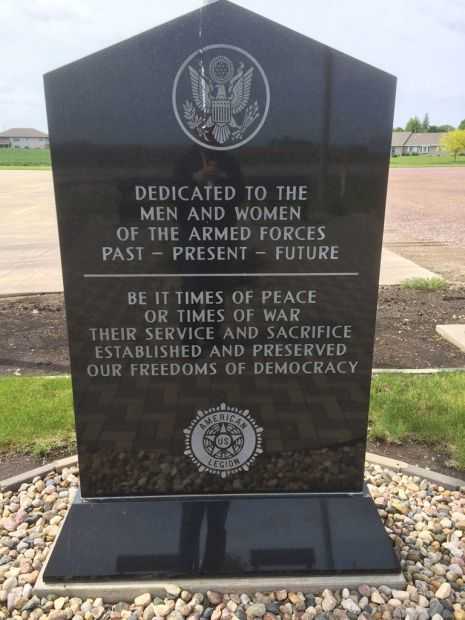 DEDICATED TO THE
MEN AND WOMEN
OF THE ARMED FORCES
PAST – PRESENT – FUTURE
BE IT TIMES OF PEACE
OR TIMES OF WAR
THEIR SERVICE AND SACRIFICE
ESTABLISHED AND PRESERVED
OUR FREEDOMS OF DEMOCRACY
AMERICAN
US
LEGION